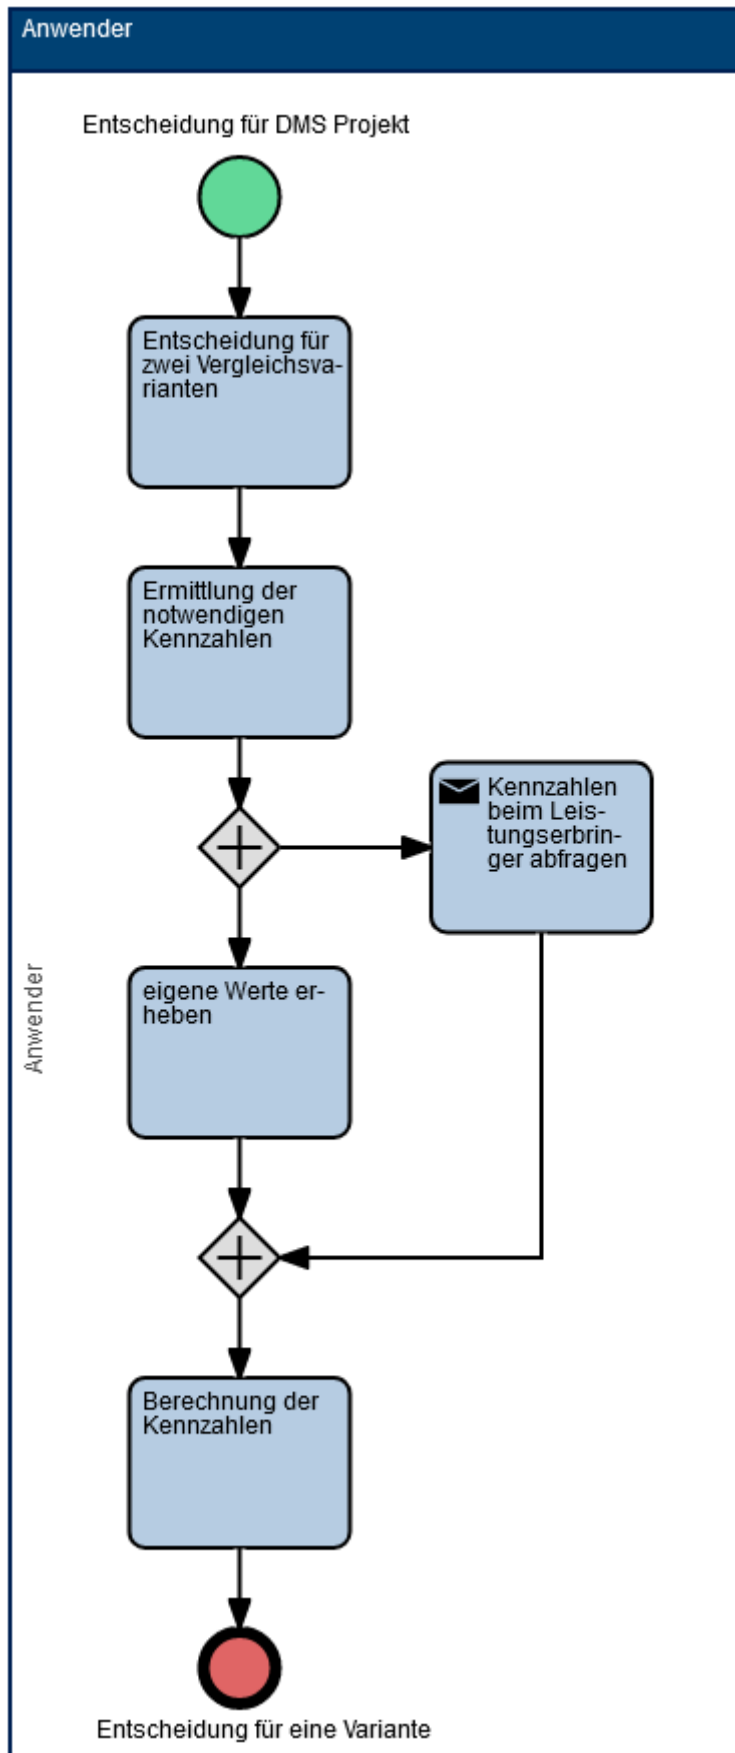 Anwender
Entscheidung für DMS Projekt
Entscheidung für
zwei Vergleichsva-
rianten
Ermittlung der
notwendigen
Kennzahlen
Kennzahlen
beim Leis-
tungserbrin-
ger abfragen
eigene Werte er-
heben
Anwender
Berechnung der
Kennzahlen
Entscheidung für eine Variante